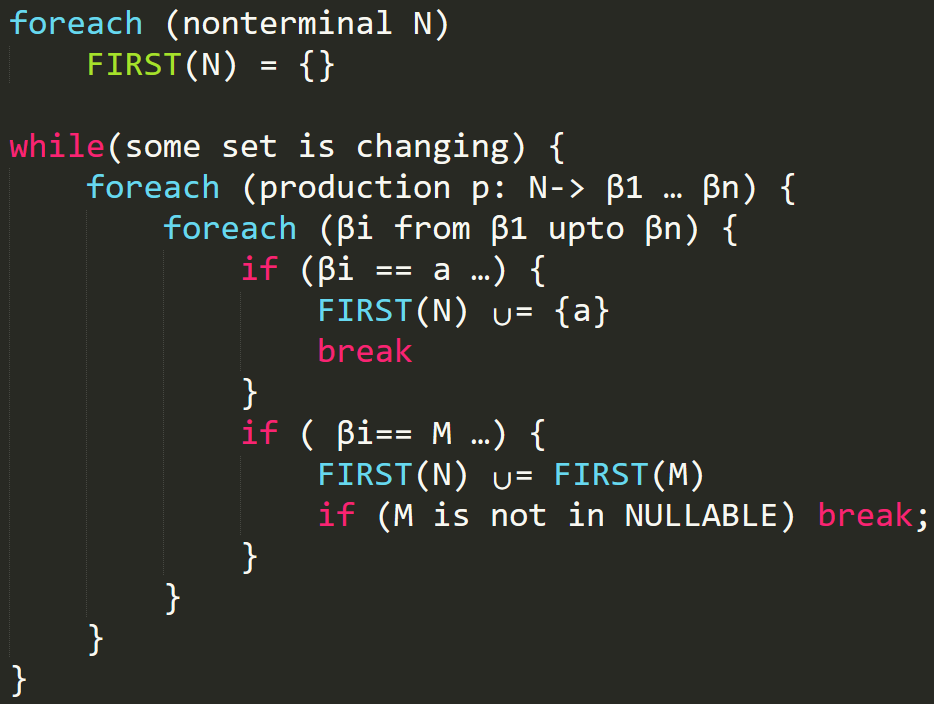 foreach (nonterminal N)
    FIRST(N) = {}

while(some set is changing) {
    foreach (production p: N-> β1 … βn) {
        foreach (βi from β1 upto βn) {
            if (βi == a …) {
                FIRST(N) ∪= {a}
                break
            }
            if ( βi== M …) {
                FIRST(N) ∪= FIRST(M)
                if (M is not in NULLABLE) break;
            }
        }
    }
}